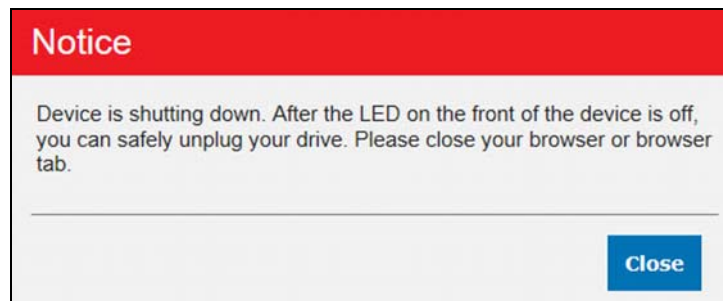 Notice
Device is shutting down. After the LED on the front of the device is off,
you can safely unplug your drive. Please close your browser or browser
tab.
Close